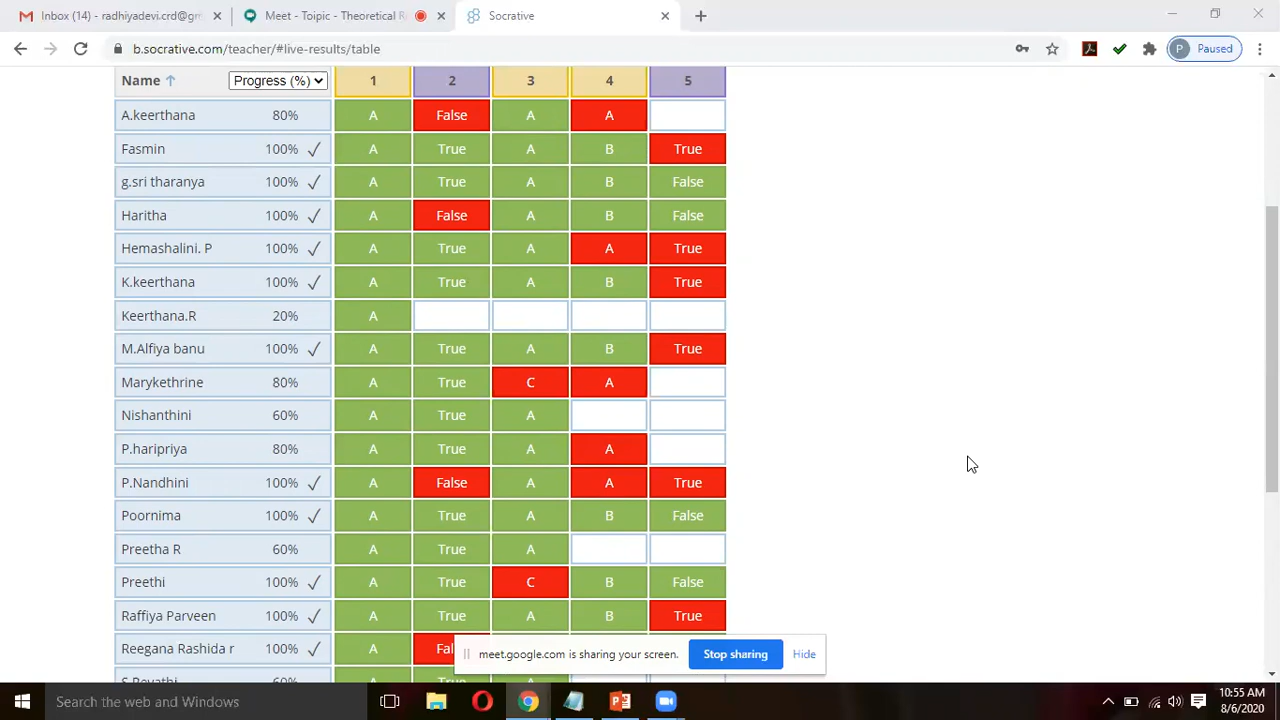 Inbox (14) - radhiyadevi.crd@gm
Meet - Toipic - Theoretical R
Socrative
b.socrative.com/teacher/#live-results/table
P Paused
Name Progress (%) 1 2 3 4 5
A.keerthana 80% A False A A
Fasmin 100% ✓ A True A B True
g.sri tharanya 100% ✓ A True A B False
Haritha 100% ✓ A False A B False
Hemashalini. P 100% ✓ A True A A True
K.keerthana 100% ✓ A True A B True
Keerthana.R 20% A
M.Alfiya banu 100% ✓ A True A B True
Marykethrine 80% A True C A
Nishanthini 60% A True A
P.haripriya 80% A True A A
P.Nandhini 100% ✓ A False A A True
Poornima 100% ✓ A True A B False
Preetha R 60% A True A
Preethi 100% ✓ A True C B False
Raffiya Parveen 100% ✓ A True A B True
Reegana Rashida r 100% ✓ A
meet.google.com is sharing your screen. Stop sharing Hide
Type here to search
10:55 AM
8/6/2020